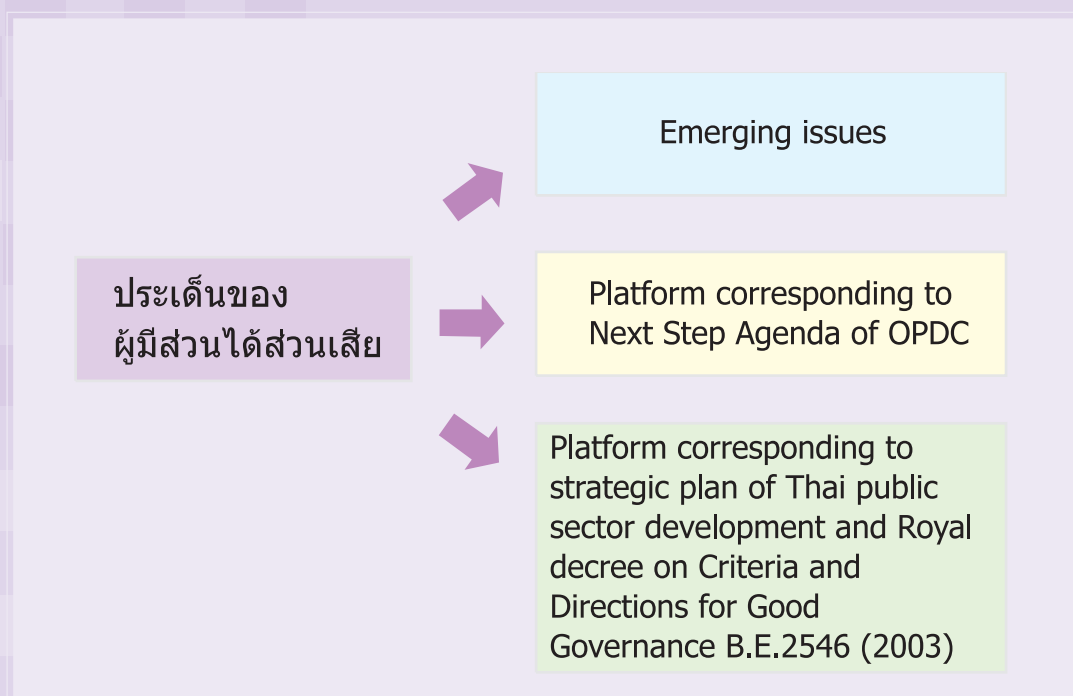 Emerging issues
ประเด็นของ
ผู้มีส่วนได้ส่วนเสีย
Platform corresponding to
Next Step Agenda of OPDC
Platform corresponding to
strategic plan of Thai public
sector development and Royal
decree on Criteria and
Directions for Good
Governance B.E.2546 (2003)